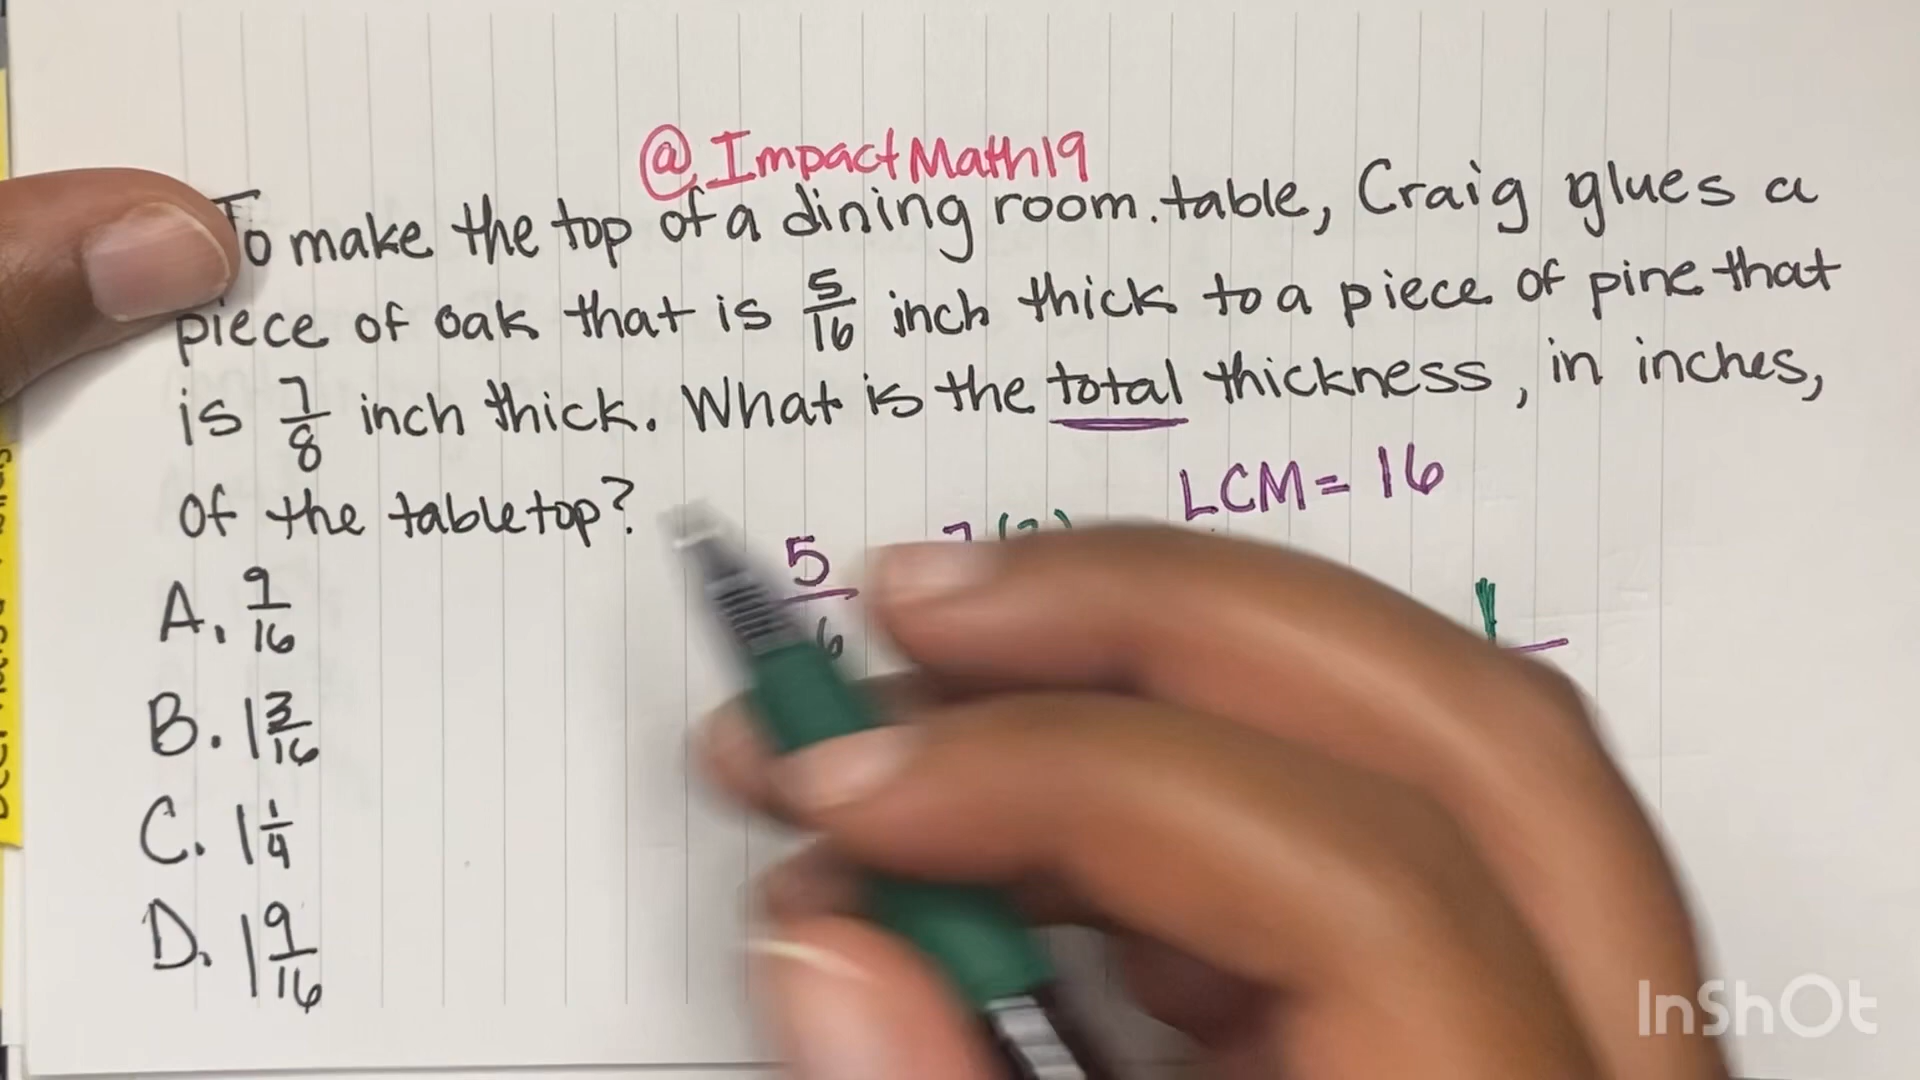 @ImpactMath19
To make the top of a dining room table, Craig glues a
piece of oak that is 5/16 inch thick to a piece of pine that
is 7/8 inch thick. What is the total thickness, in inches,
of the tabletop?
LCM = 16
5
6
A. 9/16
B. 1 3/16
C. 1 1/4
D. 1 9/16
InShOt